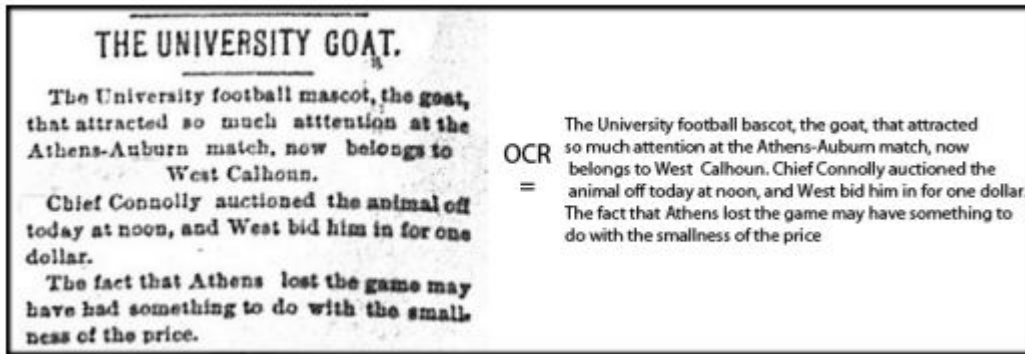 THE UNIVERSITY GOAT.
The University football mascot, the goat,
that attracted so much atttention at the
Athens-Auburn match, now belongs to
West Calhoun.
Chief Connolly auctioned the animal off
today at noon, and West bid him in for one
dollar.
The fact that Athens lost the game may
have had something to do with the small-
ness of the price.
OCR
=
The University football bascot, the goat, that attracted
so much attention at the Athens-Auburn match, now
belongs to West Calhoun. Chief Connolly auctioned the
animal off today at noon, and West bid him in for one dollar.
The fact that Athens lost the game may have something to
do with the smallness of the price